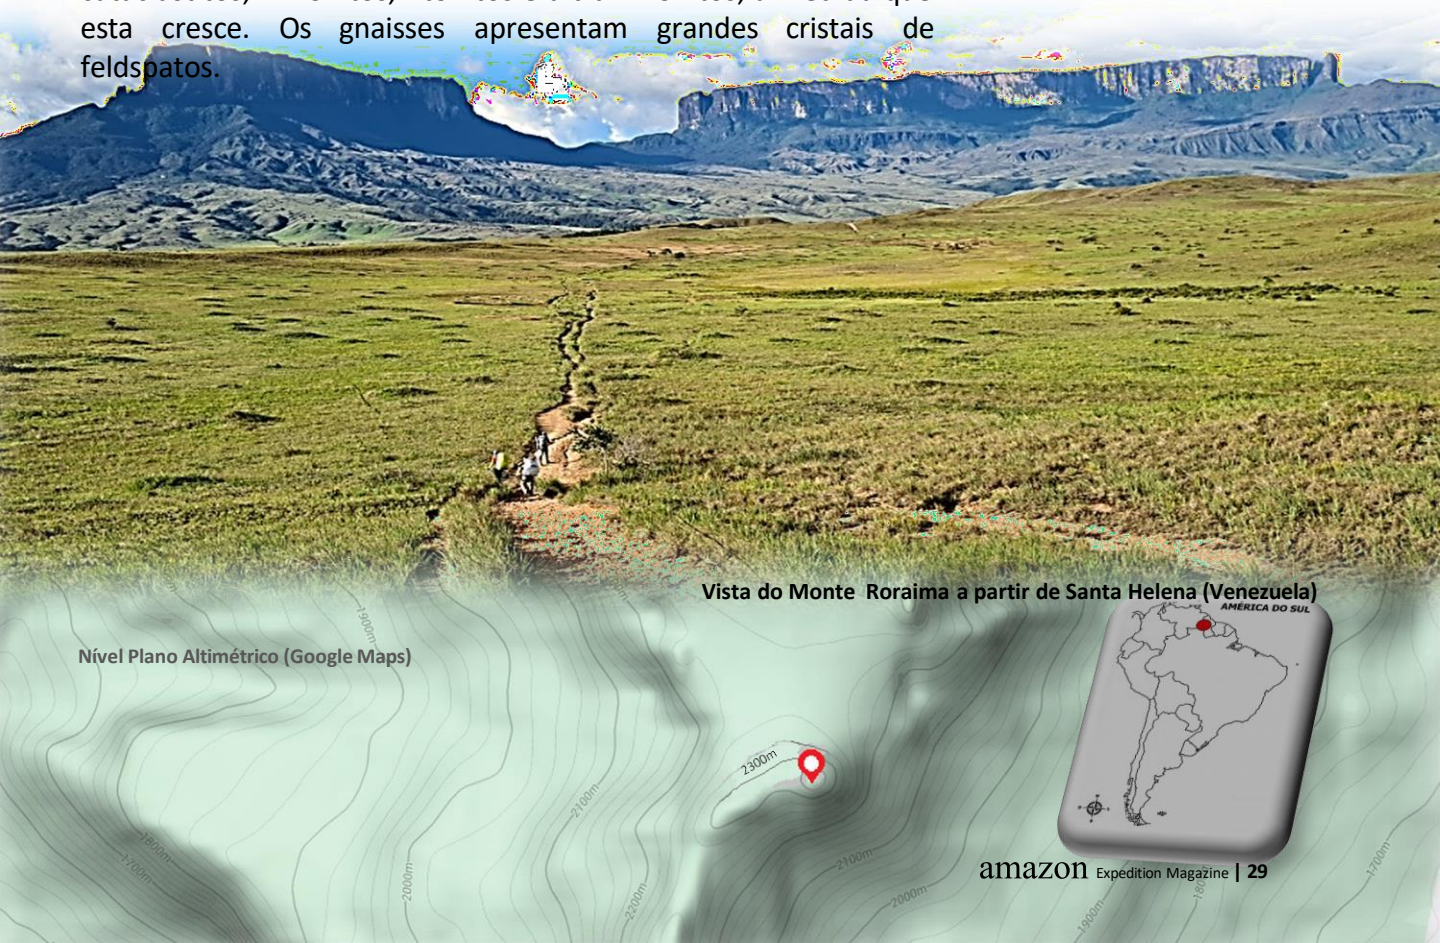 esta cresce. Os gnaisses apresentam grandes cristais de
feldspatos.
Vista do Monte Roraima a partir de Santa Helena (Venezuela)
AMÉRICA DO SUL
Nível Plano Altimétrico (Google Maps)
1900m
2300m
2100m
1800m
1700m
2000m
2200m
2100m
2000m
1900m
1700m
amazon Expedition Magazine | 29